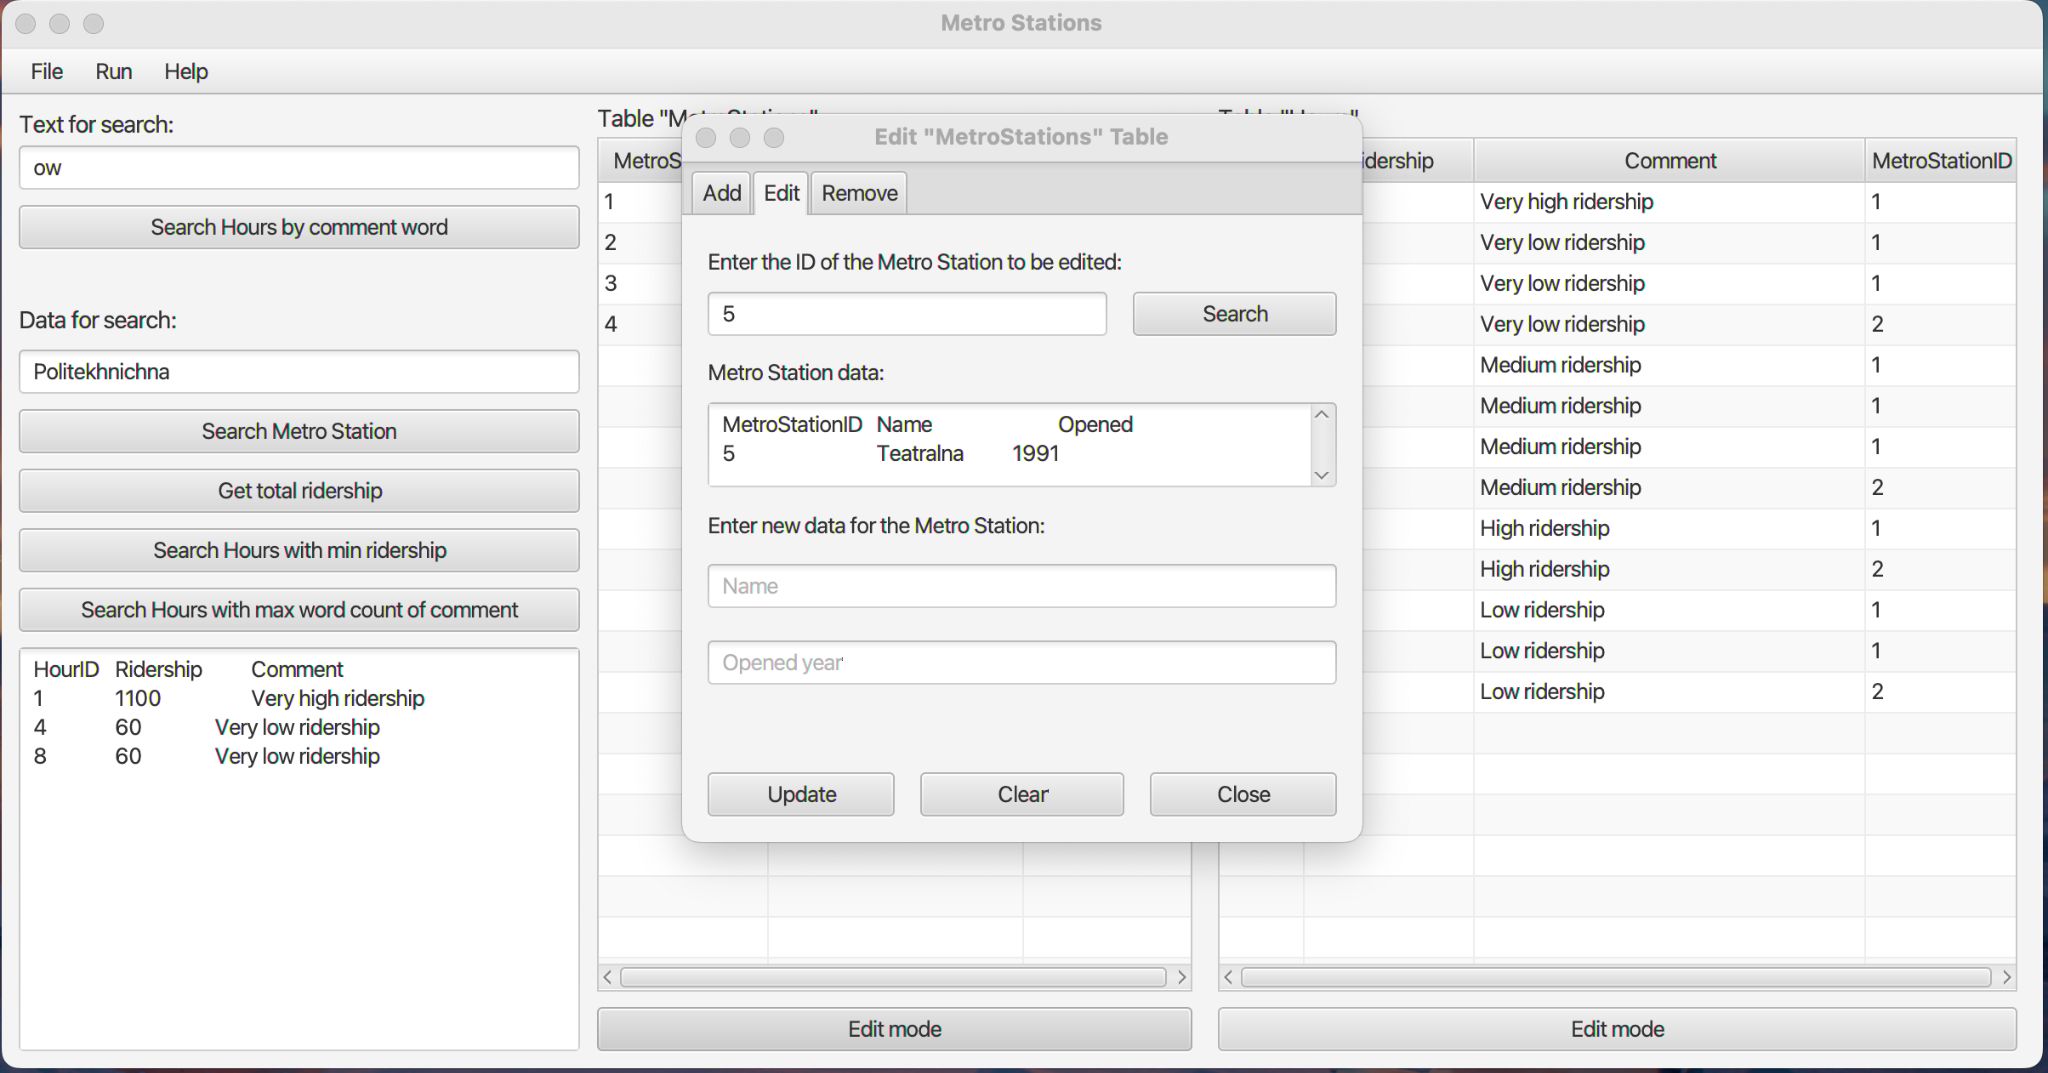 Metro Stations
File Run Help
Text for search:
ow
Search Hours by comment word
Data for search:
Politekhnichna
Search Metro Station
Get total ridership
Search Hours with min ridership
Search Hours with max word count of comment
HourID Ridership Comment
1 1100 Very high ridership
4 60 Very low ridership
8 60 Very low ridership
Table "MetroStations"
MetroS
1
2
3
4
Edit mode
Edit "MetroStations" Table
Add Edit Remove
Enter the ID of the Metro Station to be edited:
5
Search
Metro Station data:
MetroStationID Name Opened
5 Teatralna 1991
Enter new data for the Metro Station:
Name
Opened year
Update Clear Close
Table "Hours"
idership Comment MetroStationID
Very high ridership 1
Very low ridership 1
Very low ridership 1
Very low ridership 2
Medium ridership 1
Medium ridership 1
Medium ridership 1
Medium ridership 2
High ridership 1
High ridership 2
Low ridership 1
Low ridership 1
Low ridership 2
Edit mode